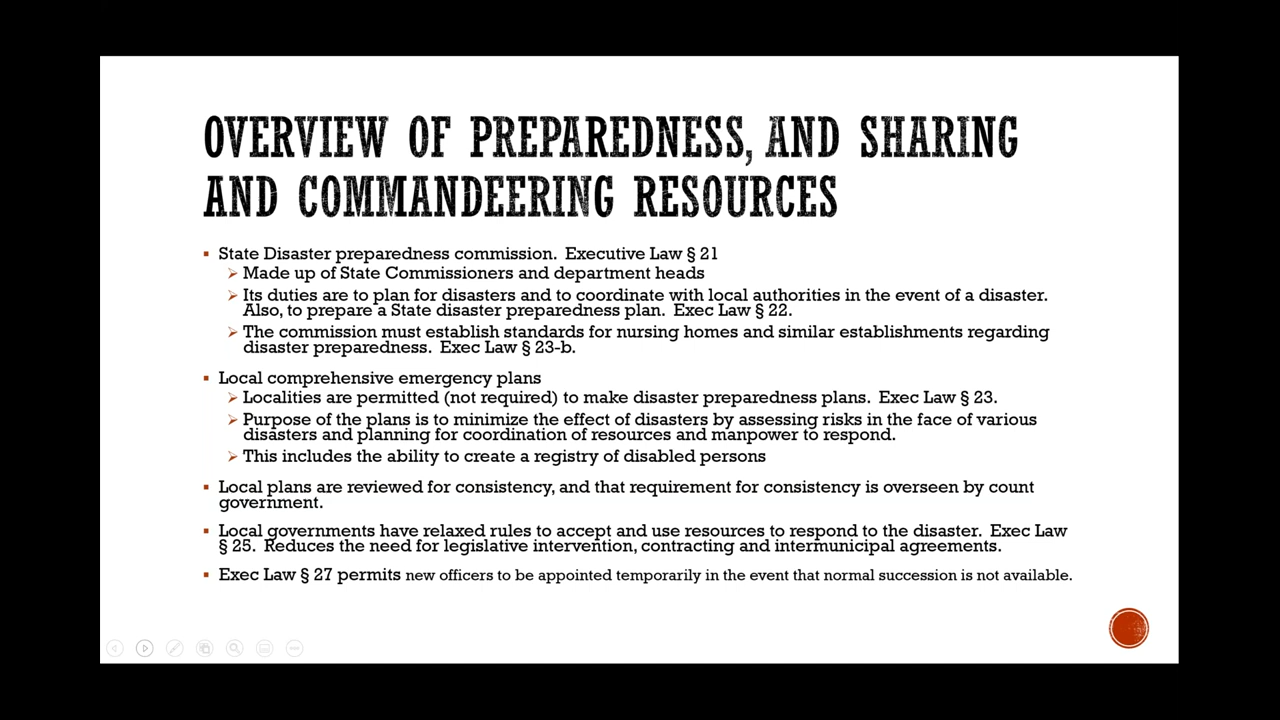 OVERVIEW OF PREPAREDNESS, AND SHARING
AND COMMANDEERING RESOURCES
▪ State Disaster preparedness commission. Executive Law § 21
➢ Made up of State Commissioners and department heads
➢ Its duties are to plan for disasters and to coordinate with local authorities in the event of a disaster.
Also, to prepare a State disaster preparedness plan. Exec Law § 22.
➢ The commission must establish standards for nursing homes and similar establishments regarding
disaster preparedness. Exec Law § 23-b.
▪ Local comprehensive emergency plans
➢ Localities are permitted (not required) to make disaster preparedness plans. Exec Law § 23.
➢ Purpose of the plans is to minimize the effect of disasters by assessing risks in the face of various
disasters and planning for coordination of resources and manpower to respond.
➢ This includes the ability to create a registry of disabled persons
▪ Local plans are reviewed for consistency, and that requirement for consistency is overseen by count
government.
▪ Local governments have relaxed rules to accept and use resources to respond to the disaster. Exec Law
§ 25. Reduces the need for legislative intervention, contracting and intermunicipal agreements.
▪ Exec Law § 27 permits new officers to be appointed temporarily in the event that normal succession is not available.